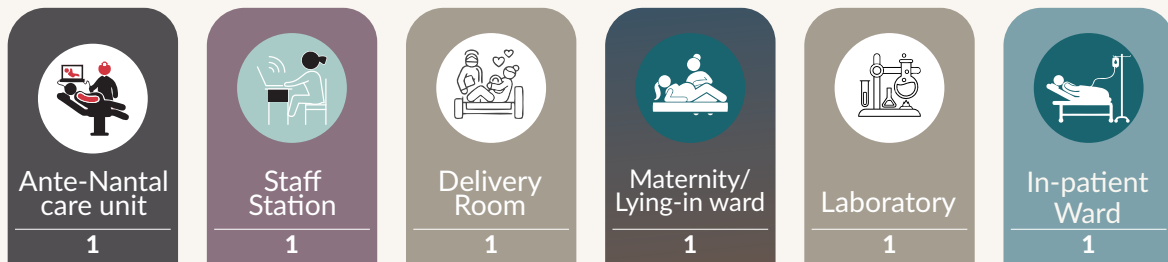 Ante-Nantal
care unit
1
Staff
Station
1
Delivery
Room
1
Maternity/
Lying-in ward
1
Laboratory
1
In-patient
Ward
1